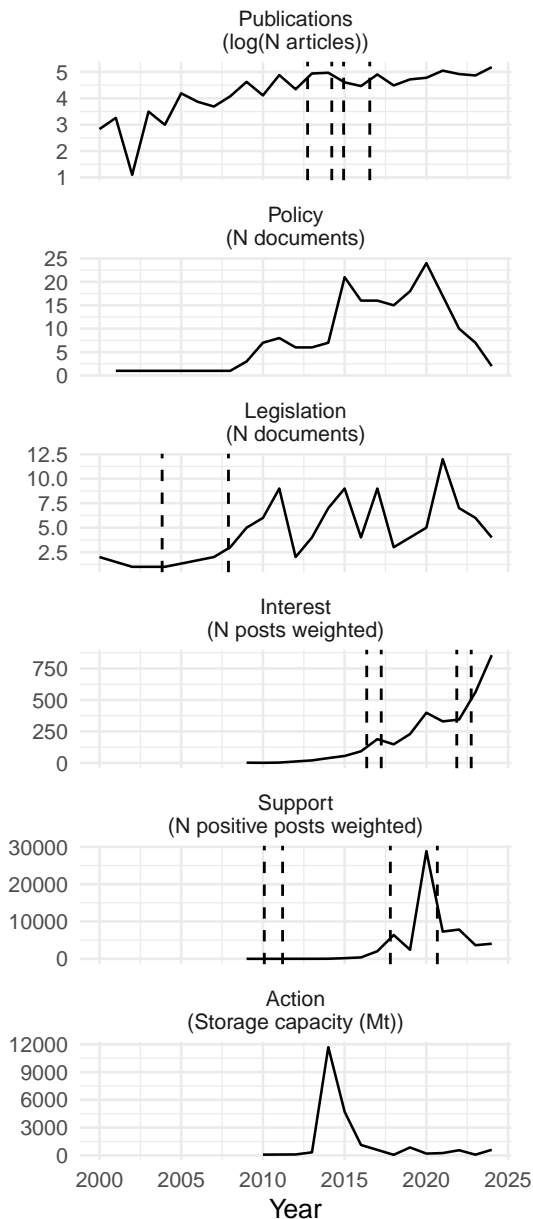 Publications
(log(N articles))
5
4
3
2
1
Policy
(N documents)
25
20
15
10
5
0
Legislation
(N documents)
12.5
10.0
7.5
5.0
2.5
Interest
(N posts weighted)
750
500
250
0
Support
(N positive posts weighted)
30000
20000
10000
0
Action
(Storage capacity (Mt))
12000
9000
6000
3000
0
2000 2005 2010 2015 2020 2025
Year